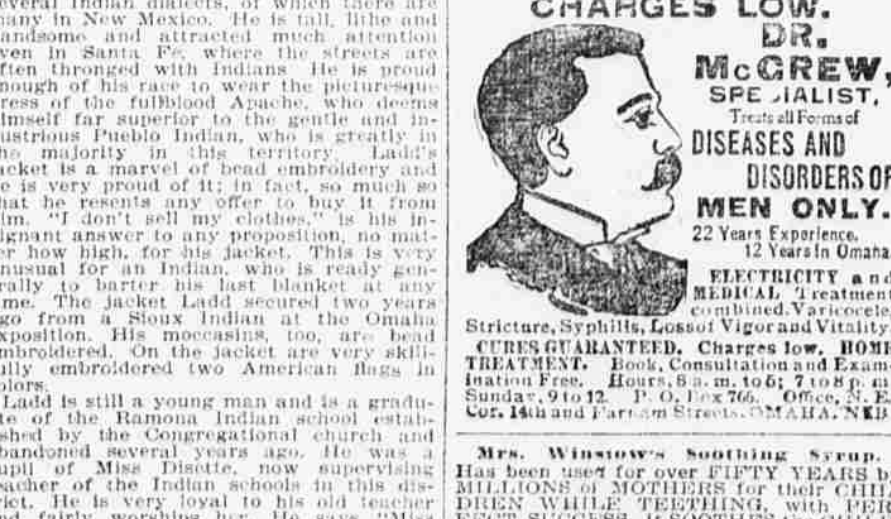 several Indian dialects, of which there are
many in New Mexico. He is tall, lithe and
andsome and attracted much attention
ven in Santa Fe, where the streets are
ften thronged with Indians He is proud
nough of his race to wear the picturesque
ress of the fullblood Apache, who deems
imself far superior to the gentle and in-
ustrious Pueblo Indian, who is greatly in
he majority in this territory. Ladd's
acket is a marvel of bead embroidery and
e is very proud of it; in fact, so much so
hat he resents any offer to buy it from
im. "I don't sell my clothes," is his in-
ignant answer to any proposition, no mat-
er how high, for his jacket. This is very
nusual for an Indian, who is ready gen-
rally to barter his last blanket at any
ime. The jacket Ladd secured two years
go from a Sioux Indian at the Omaha
xposition. His moccasins, too, are bead
mbroidered. On the jacket are very skill-
ully embroidered two American flags in
olors.
Ladd is still a young man and is a gradu-
te of the Ramona Indian school estab-
shed by the Congregational church and
bandoned several years ago. He was a
upil of Miss Disette, now supervising
eacher of the Indian schools in this dis-
rict. He is very loyal to his old teacher
nd fairly worships her. He says "Miss
CHARGES LOW.
DR.
McGREW,
SPE IALIST,
Treats all Forms of
DISEASES AND
DISORDERS OF
MEN ONLY.
22 Years Experience.
12 Years in Omaha.
ELECTRICITY and
MEDICAL Treatment
combined. Varicocele,
Stricture, Syphilis, Loss of Vigor and Vitality.
CURES GUARANTEED. Charges low. HOME
TREATMENT. Book, Consultation and Exam-
ination Free. Hours, 8 a. m. to 6; 7 to 8 p. m.
Sunday, 9 to 12. P. O. Box 766. Office, N. E.
Cor. 14th and Farnam Streets, OMAHA, NEB
Mrs. Winslow's Soothing Syrup.
Has been used for over FIFTY YEARS b
MILLIONS of MOTHERS for their CHIL
DREN WHILE TEETHING, with PER
FECT SUCCESS. It SOOTHES